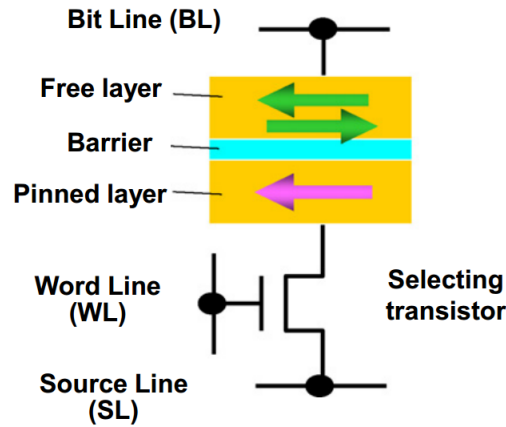 Bit Line (BL)
Free layer
Barrier
Pinned layer
Word Line
(WL)
Selecting
transistor
Source Line
(SL)